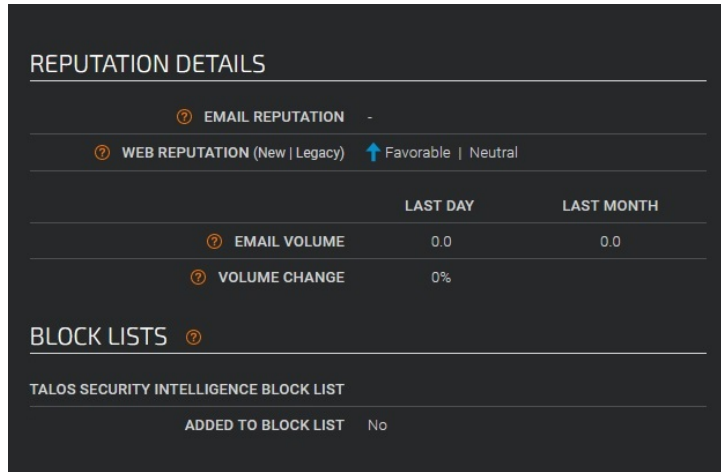 REPUTATION DETAILS
? EMAIL REPUTATION -
? WEB REPUTATION (New | Legacy) Favorable | Neutral
LAST DAY LAST MONTH
? EMAIL VOLUME 0.0 0.0
? VOLUME CHANGE 0%
BLOCK LISTS ?
TALOS SECURITY INTELLIGENCE BLOCK LIST
ADDED TO BLOCK LIST No